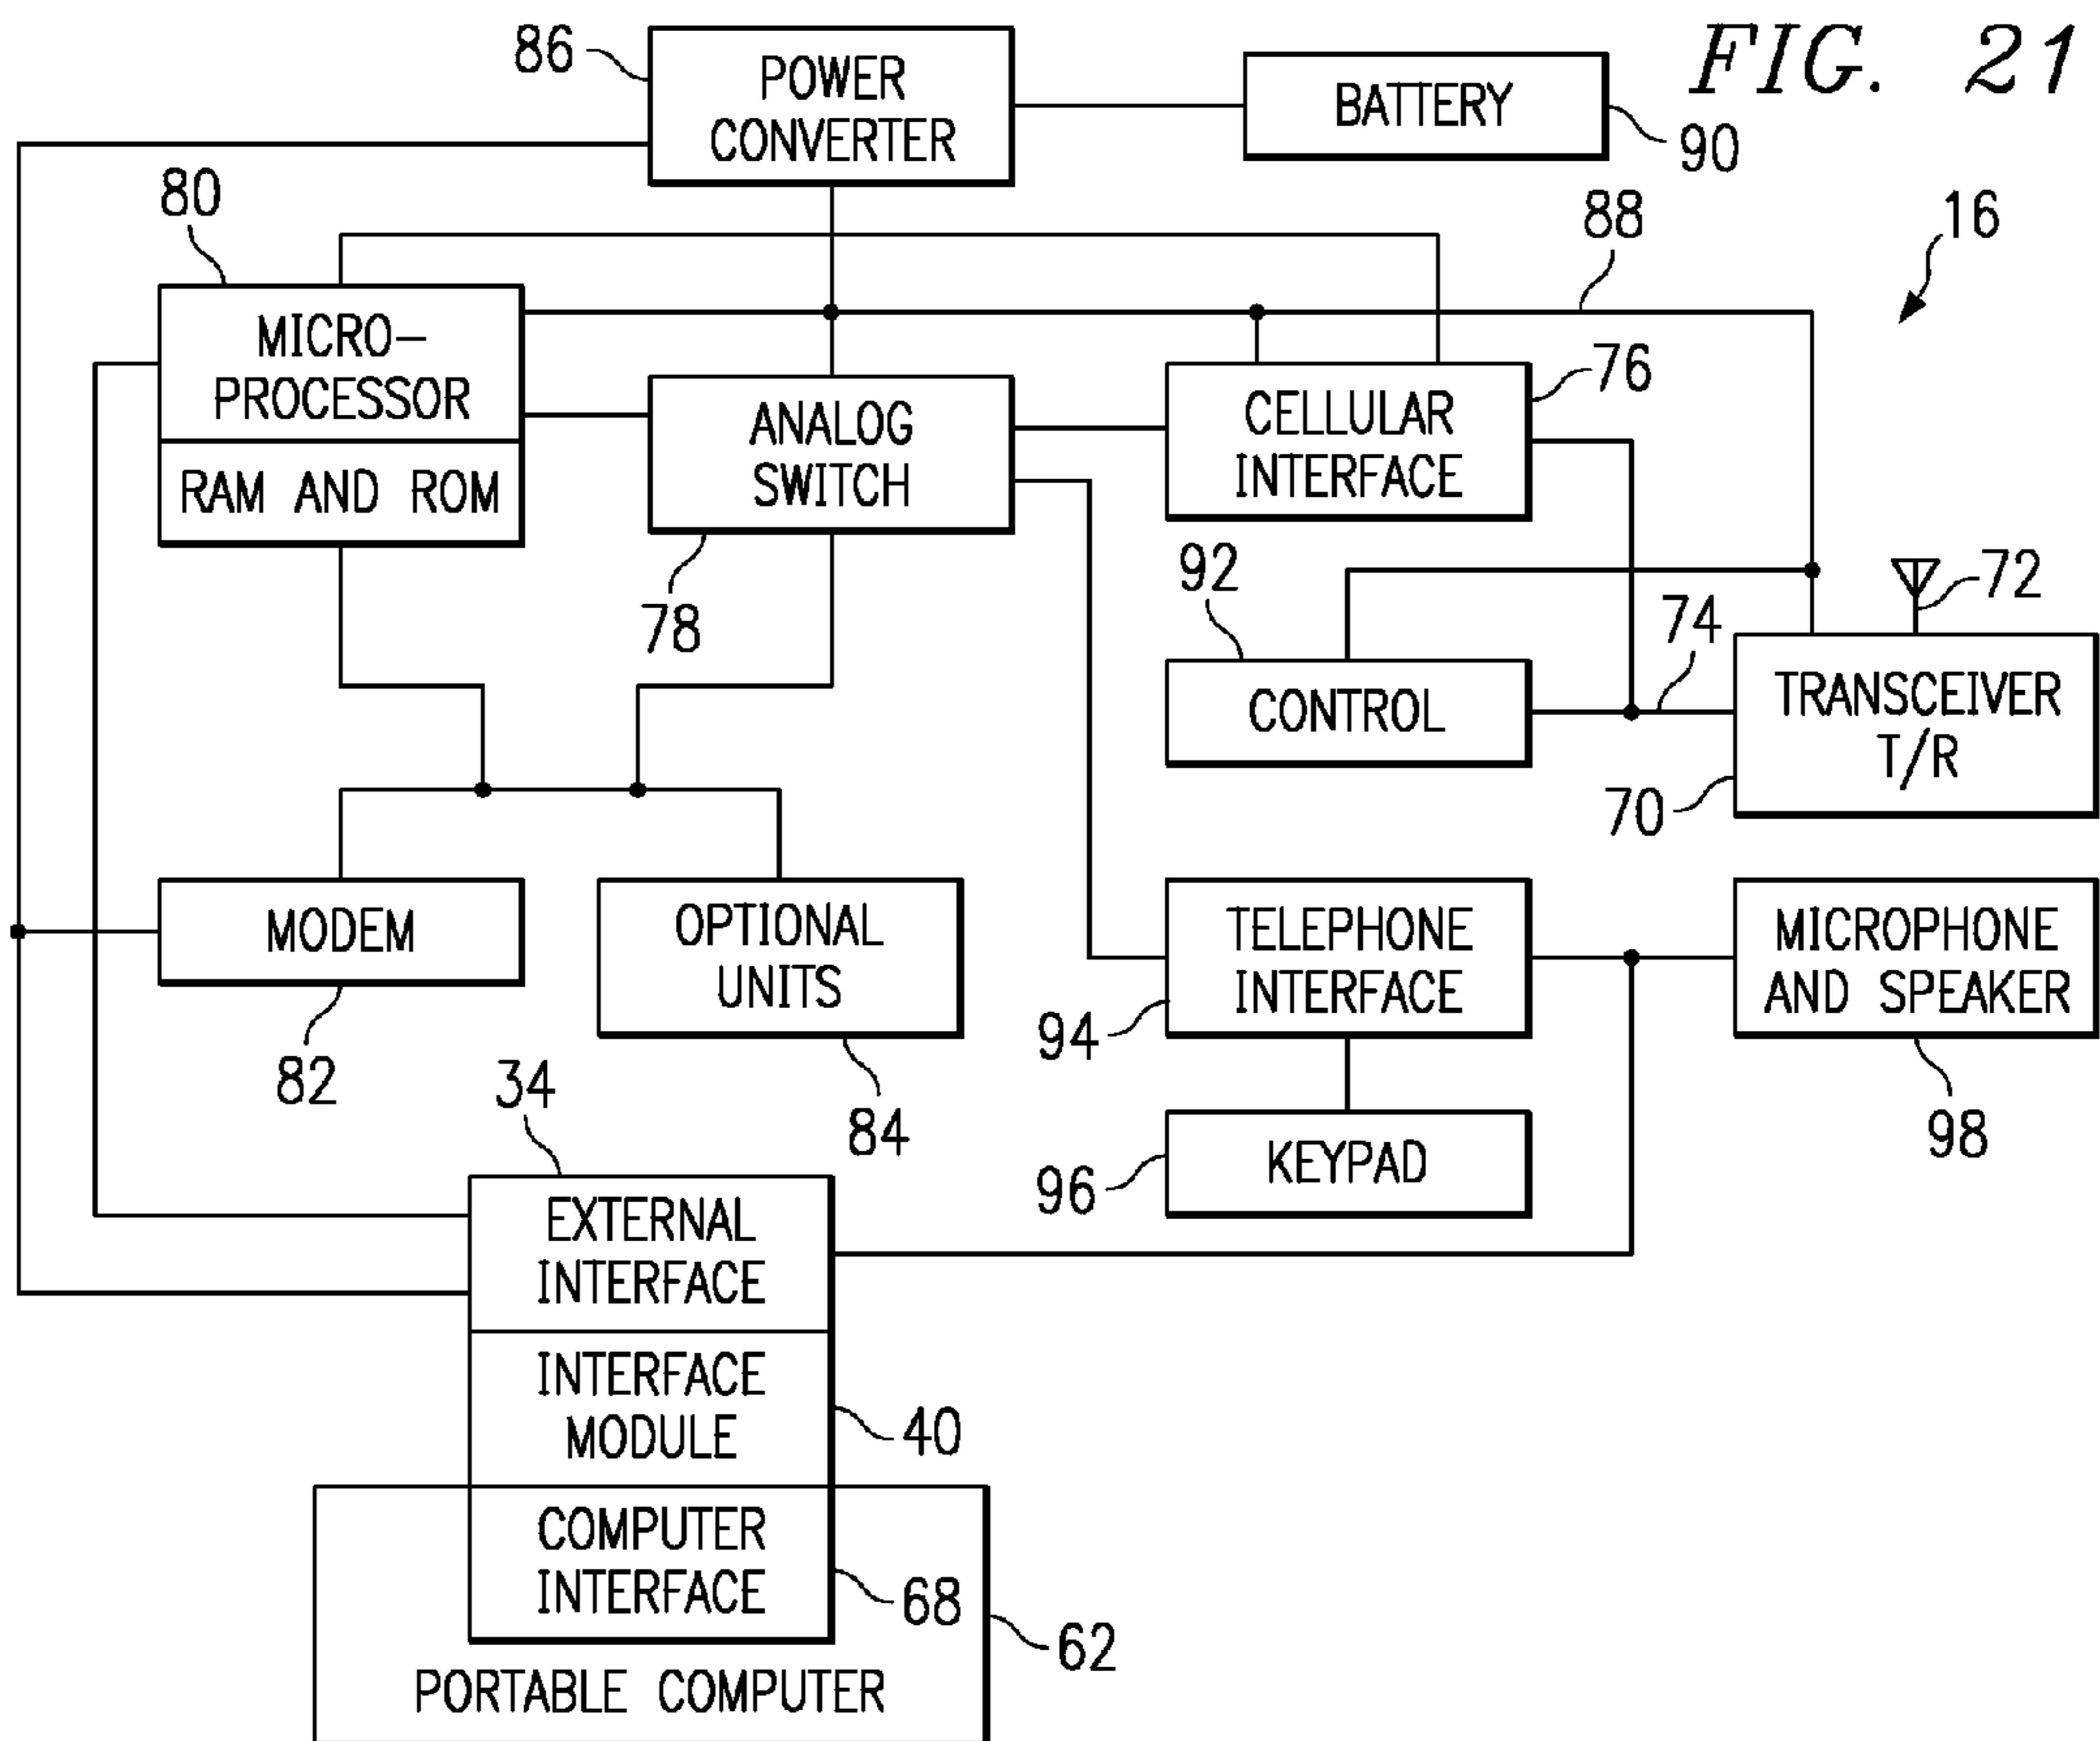 FIG. 21
86
POWER
CONVERTER
BATTERY
90
80
88
16
MICRO-
PROCESSOR
RAM AND ROM
ANALOG
SWITCH
78
CELLULAR
INTERFACE
76
92
CONTROL
74
72
TRANSCEIVER
T/R
70
MODEM
82
OPTIONAL
UNITS
84
TELEPHONE
INTERFACE
94
MICROPHONE
AND SPEAKER
98
KEYPAD
96
34
EXTERNAL
INTERFACE
INTERFACE
MODULE
40
COMPUTER
INTERFACE
68
62
PORTABLE COMPUTER